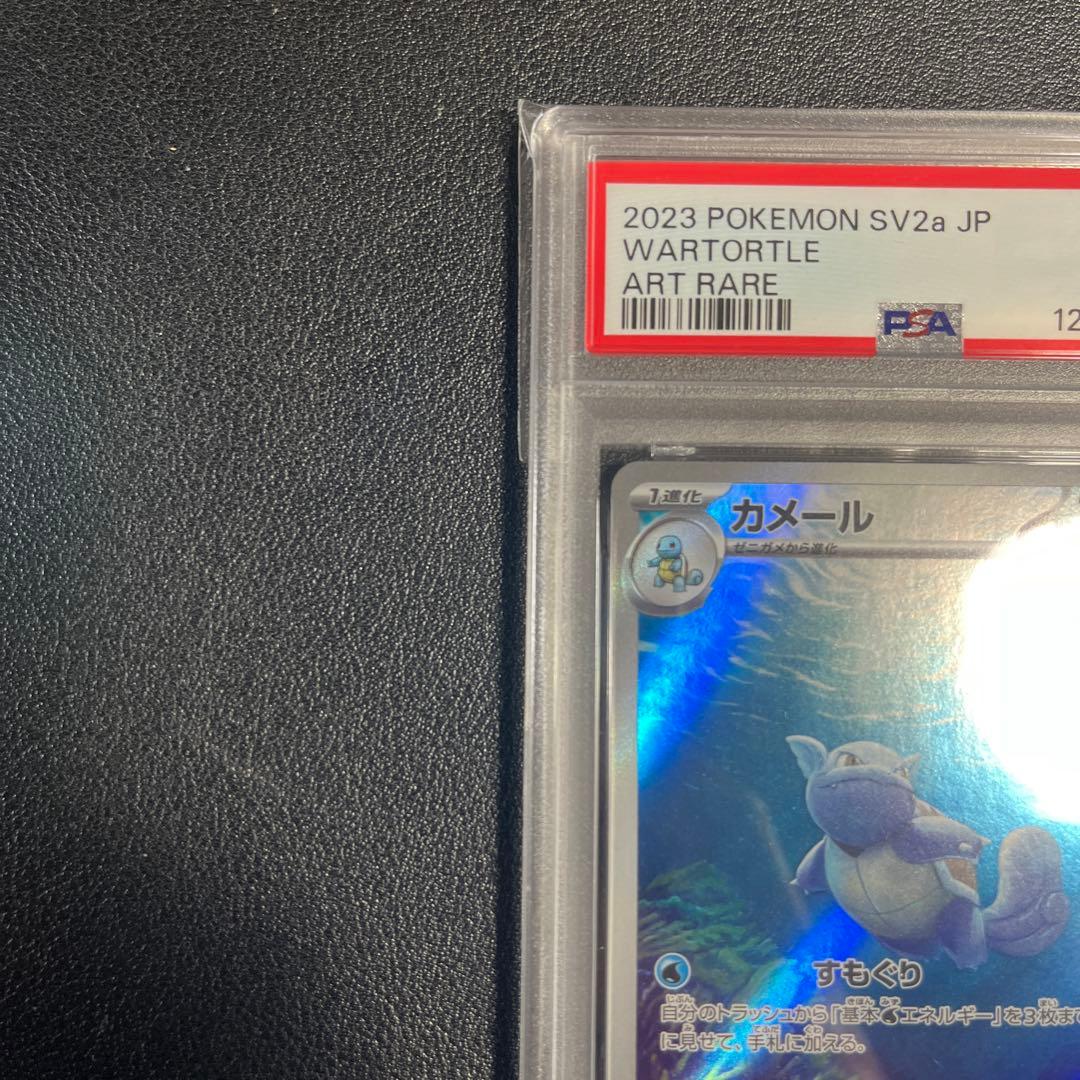 2023 POKEMON SV2a JP
WARTORTLE
ART RARE
PSA
12
1進化
カメール
ゼニガメから進化
すもぐり
自分のトラッシュから「基本エネルギー」を3枚まで
に見せて、手札に加える。